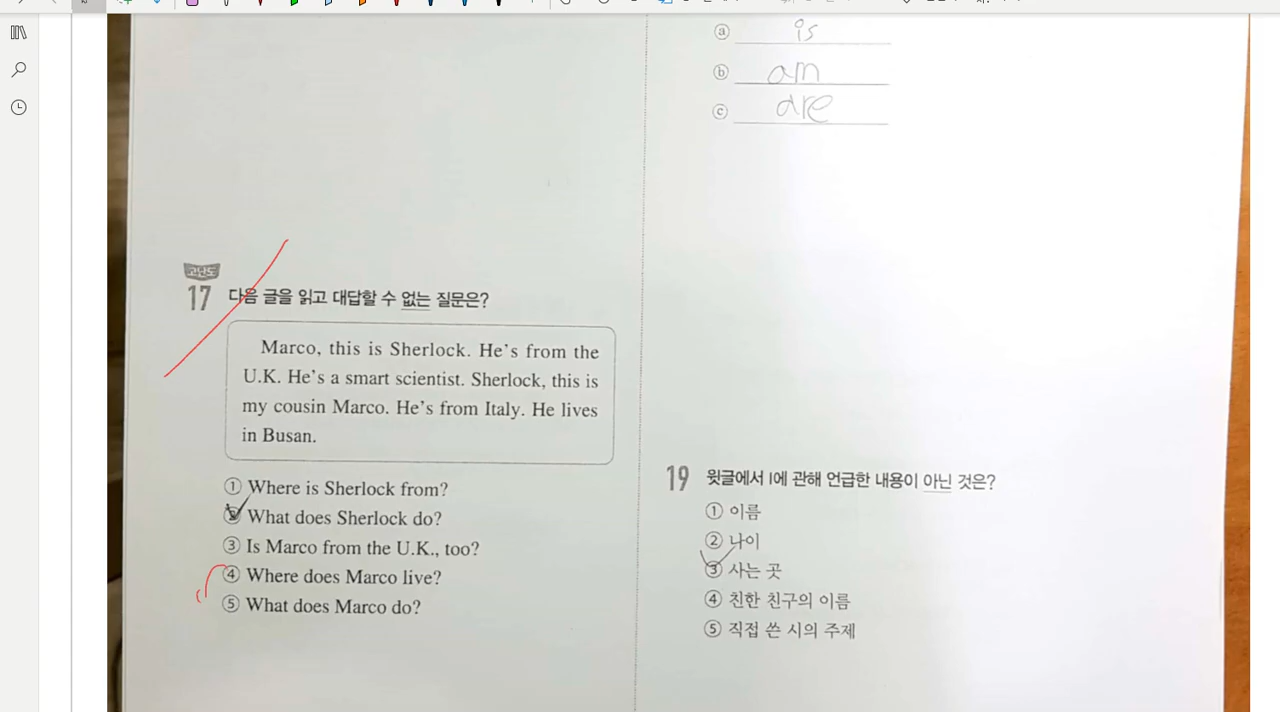 고난도
17 다음 글을 읽고 대답할 수 없는 질문은?
Marco, this is Sherlock. He's from the
U.K. He's a smart scientist. Sherlock, this is
my cousin Marco. He's from Italy. He lives
in Busan.
① Where is Sherlock from?
② What does Sherlock do?
③ Is Marco from the U.K., too?
④ Where does Marco live?
⑤ What does Marco do?
ⓐ is
ⓑ am
ⓒ are
19 윗글에서 I에 관해 언급한 내용이 아닌 것은?
① 이름
② 나이
③ 사는 곳
④ 친한 친구의 이름
⑤ 직접 쓴 시의 주제